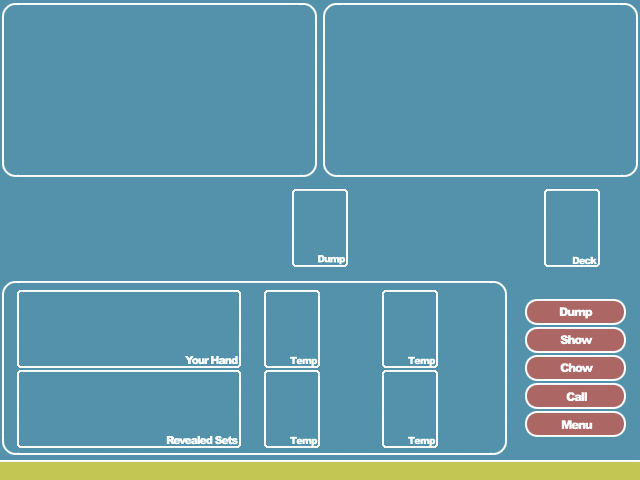 Dump
Deck
Your Hand
Temp
Temp
Revealed Sets
Temp
Temp
Dump
Show
Chow
Call
Menu